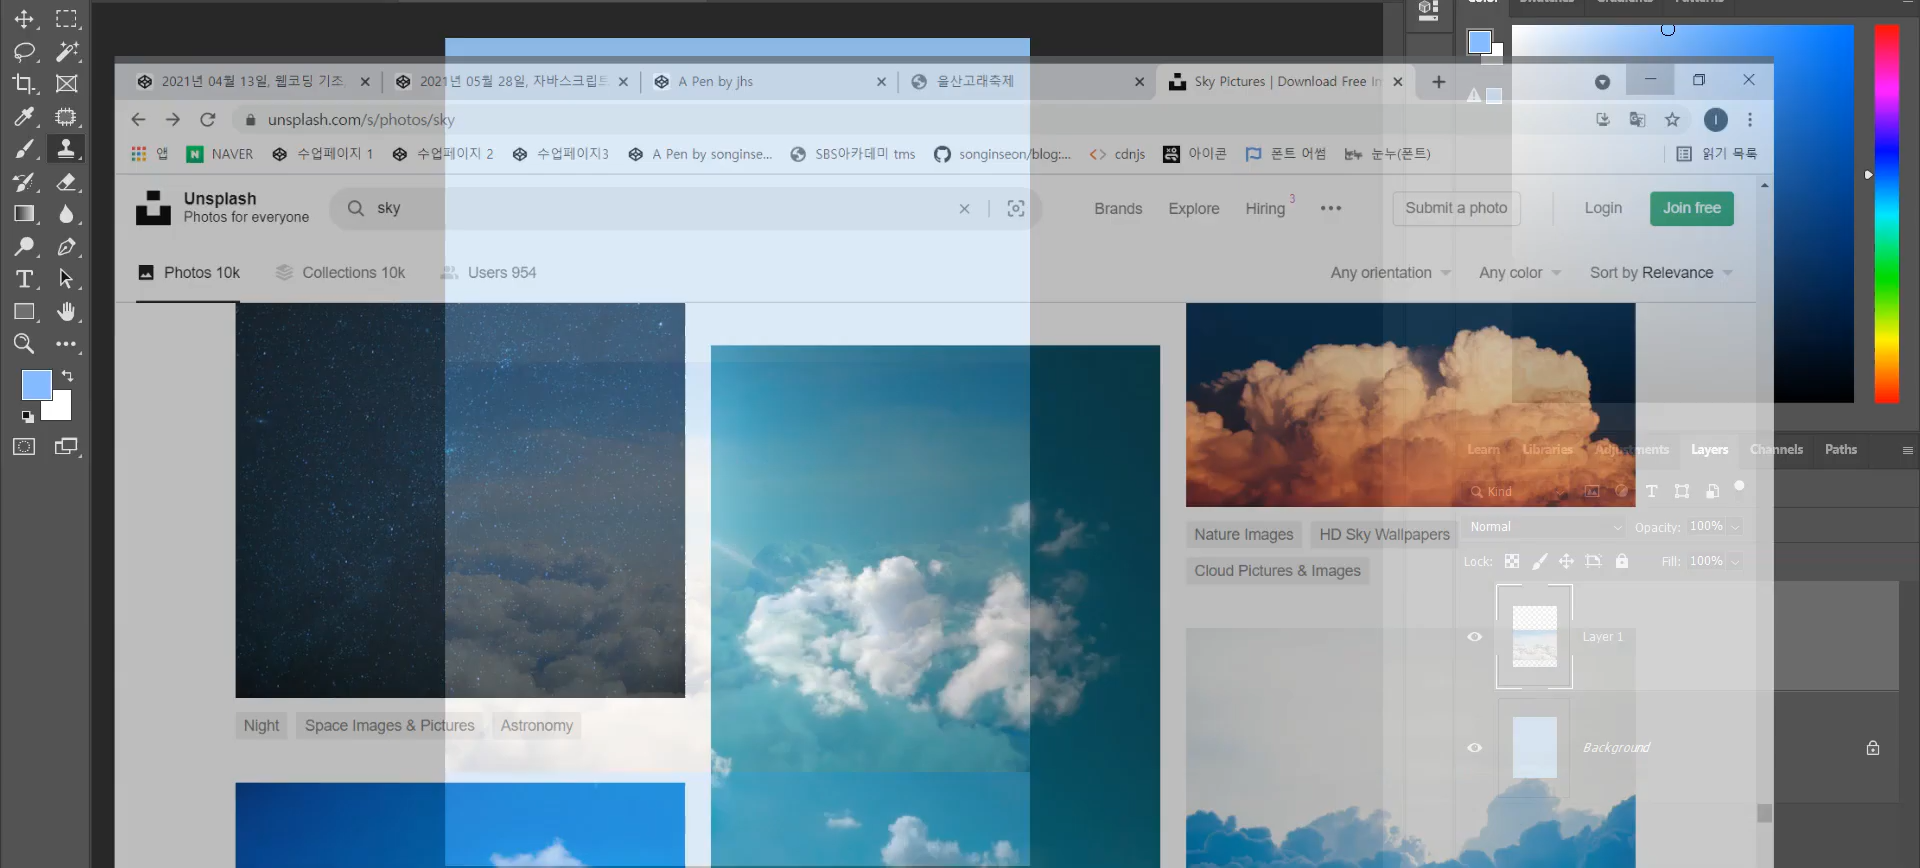 Color Swatches Gradients Patterns
2021년 04월 13일, 웹코딩 기조 2021년 05월 28일, 자바스크립트 A Pen by jhs 울산고래축제 Sky Pictures | Download Free Im
unsplash.com/s/photos/sky
앱 NAVER 수업페이지 1 수업페이지 2 수업페이지3 A Pen by songinse... SBS아카데미 tms songinseon/blog:... cdnjs 아이콘 폰트 어썸 눈누(폰트) 읽기 목록
Unsplash
Photos for everyone
sky
Brands Explore Hiring 3 Submit a photo Login Join free
Photos 10k Collections 10k Users 954 Any orientation Any color Sort by Relevance
Learn Libraries Adjustments Layers Channels Paths
Kind
Normal Opacity: 100%
Nature Images HD Sky Wallpapers
Lock: Fill: 100%
Cloud Pictures & Images
Layer 1
Night Space Images & Pictures Astronomy
Background